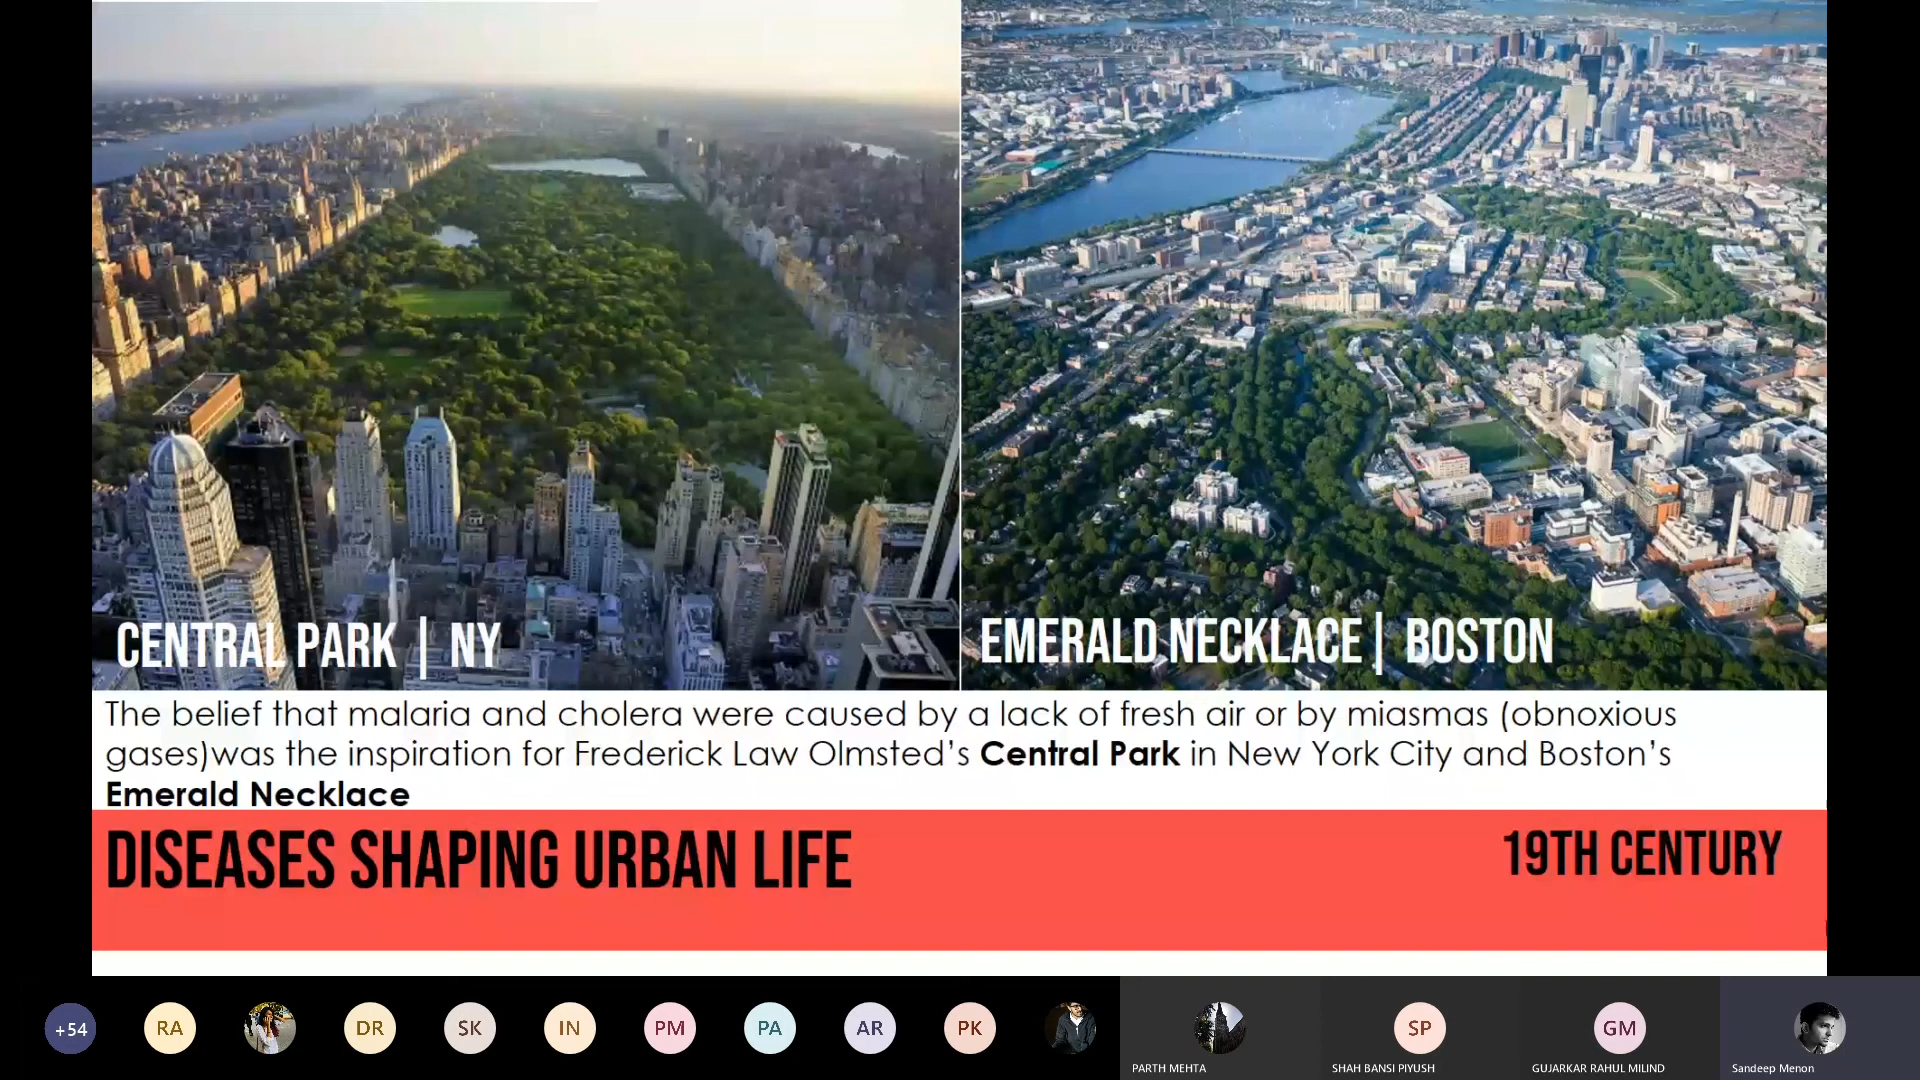 CENTRAL PARK | NY
EMERALD NECKLACE | BOSTON
The belief that malaria and cholera were caused by a lack of fresh air or by miasmas (obnoxious
gases)was the inspiration for Frederick Law Olmsted’s Central Park in New York City and Boston’s
Emerald Necklace
DISEASES SHAPING URBAN LIFE
19TH CENTURY
+54
RA
DR
SK
IN
PM
PA
AR
PK
PARTH MEHTA
SP
SHAH BANSI PIYUSH
GM
GUJARKAR RAHUL MILIND
Sandeep Menon